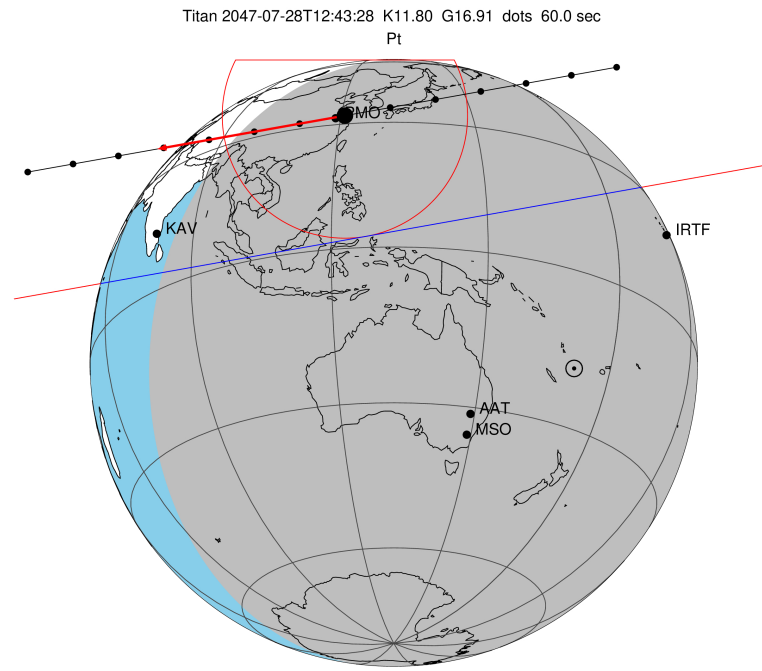 Titan 2047-07-28T12:43:28 K11.80 G16.91 dots 60.0 sec
Pt
PMO
KAV
IRTF
AAT
MSO